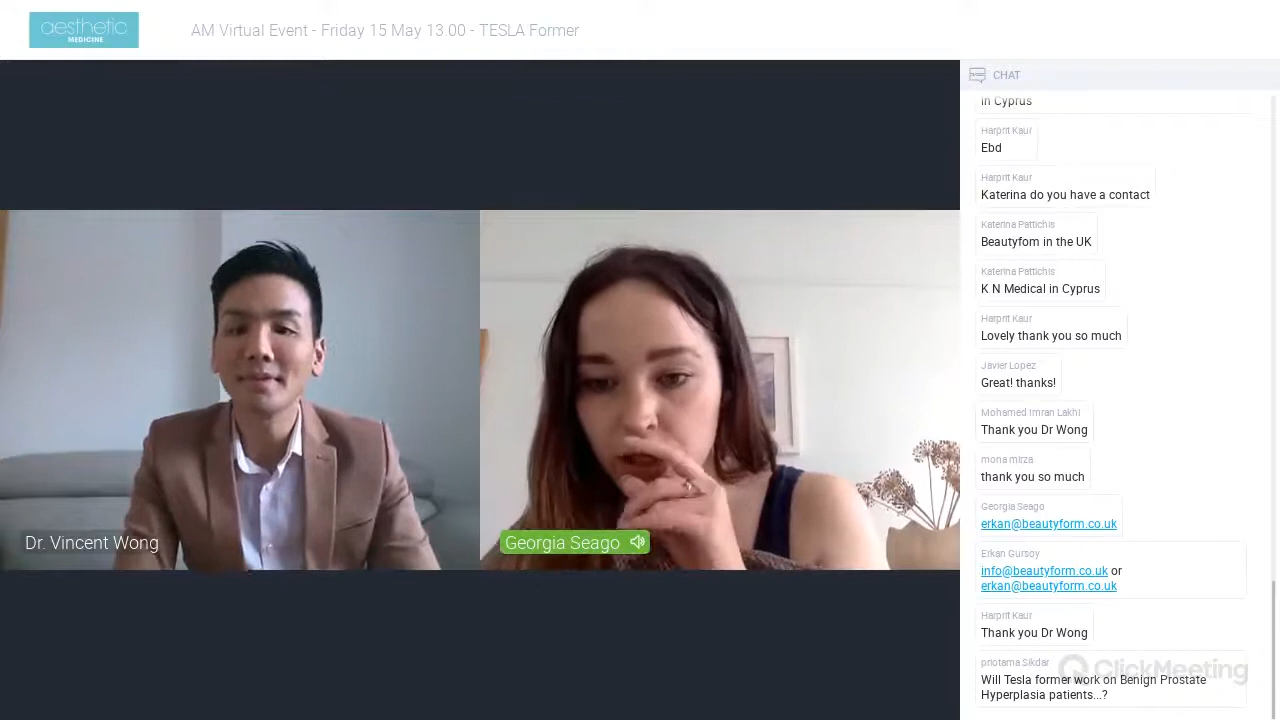 aesthetic
MEDICINE
AM Virtual Event - Friday 15 May 13.00 - TESLA Former
CHAT
in Cyprus
Harprit Kaur
Ebd
Harprit Kaur
Katerina do you have a contact
Katerina Pattichis
Beautyfom in the UK
Katerina Pattichis
K N Medical in Cyprus
Harprit Kaur
Lovely thank you so much
Javier Lopez
Great! thanks!
Mohamed Imran Lakhi
Thank you Dr Wong
mona mirza
thank you so much
Georgia Seago
erkan@beautyform.co.uk
Erkan Gursoy
info@beautyform.co.uk or
erkan@beautyform.co.uk
Harprit Kaur
Thank you Dr Wong
priotama Sikdar
Will Tesla former work on Benign Prostate
Hyperplasia patients...?
ClickMeeting
Dr. Vincent Wong
Georgia Seago